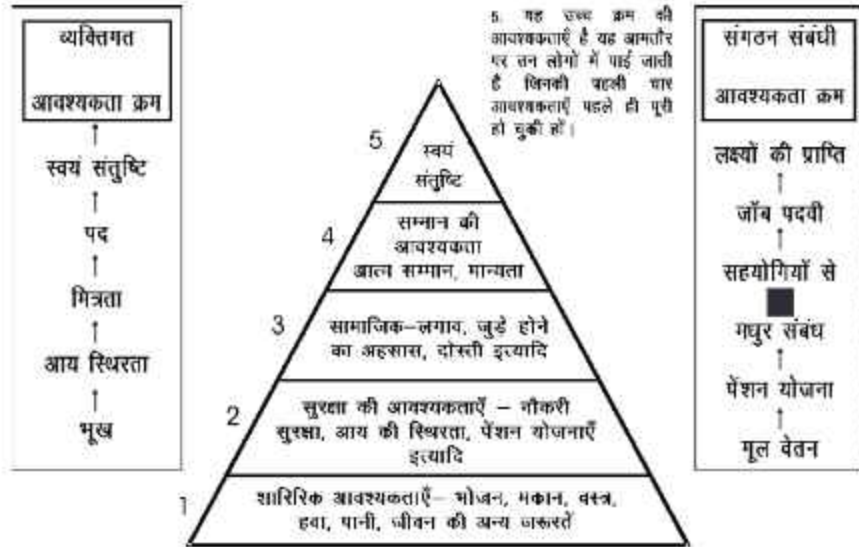 व्यक्तिगत
आवश्यकता क्रम
स्वयं संतुष्टि
पद
मित्रता
आय स्थिरता
भूख
5. यह उच्च क्रम की
आवश्यकताएँ है यह आमतौर
पर उन लोगों में पाई जाती
है जिनकी पहली चार
आवश्यकताएँ पहले ही पूरी
हो चुकी हों।
5
स्वयं
संतुष्टि
4
सम्नान की
आवश्यकता
आत्म सम्मान, मान्यता
3
सामाजिक–लगाव, जुड़े होने
का अहसास, दोस्ती इत्यादि
2
सुरक्षा की आवश्यकताएँ – नौकरी
सुरक्षा, आय की स्थिरता, पेंशन योजनाएँ
इत्यादि
1
शारिरिक आवश्यकताएँ– भोजन, मकान, वस्त्र,
हवा, पानी, जीवन की अन्य जरूरतें
संगठन संबंधी
आवश्यकता क्रम
लक्ष्यों की प्राप्ति
जॉब पदवी
सहयोगियों से
मधुर संबंध
पेंशन योजना
मूल वेतन